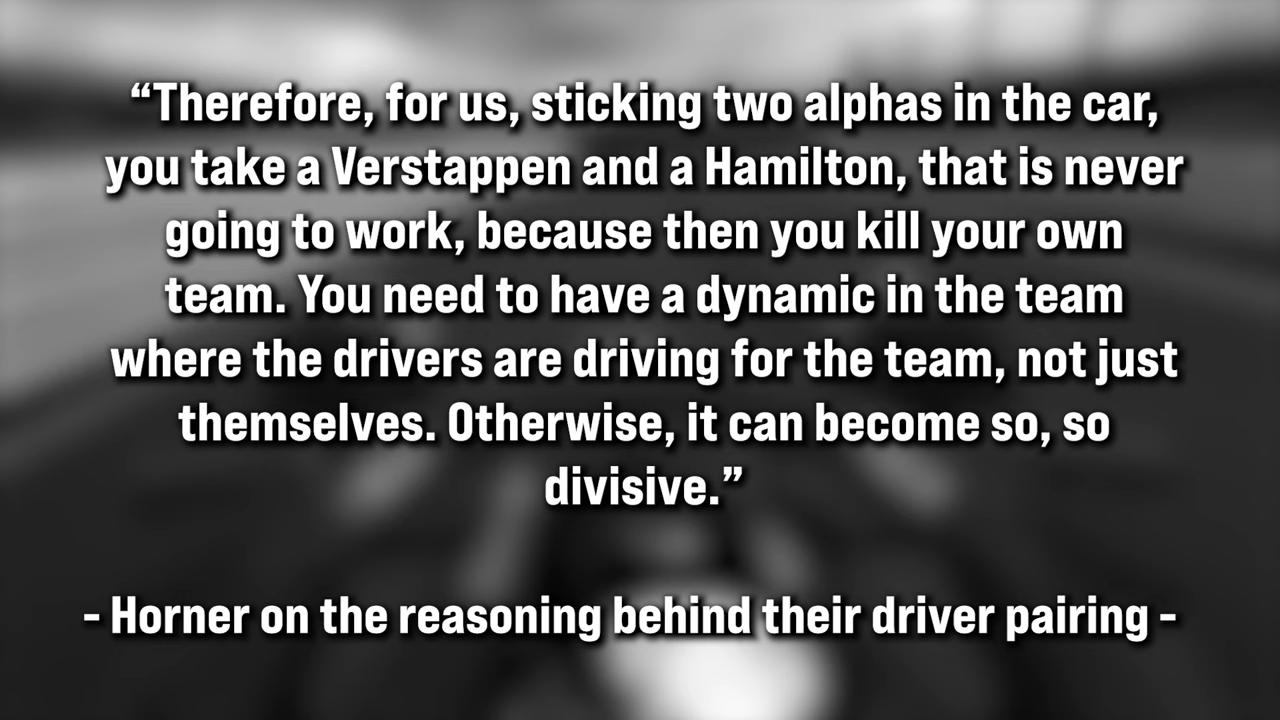 “Therefore, for us, sticking two alphas in the car,
you take a Verstappen and a Hamilton, that is never
going to work, because then you kill your own
team. You need to have a dynamic in the team
where the drivers are driving for the team, not just
themselves. Otherwise, it can become so, so
divisive.”
- Horner on the reasoning behind their driver pairing -